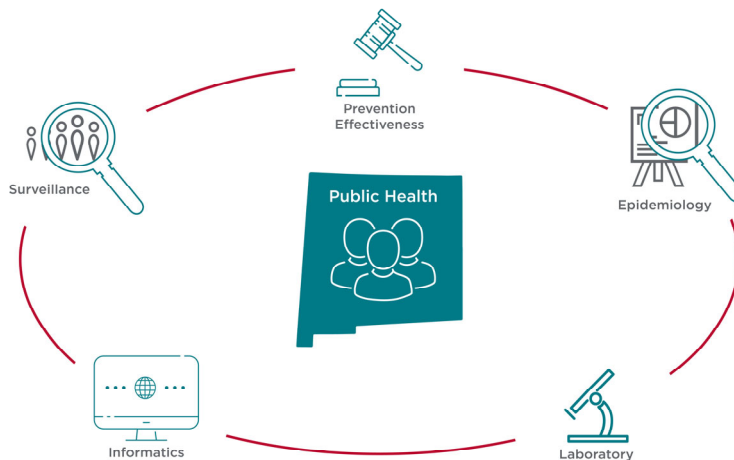 Prevention
Effectiveness
Surveillance
Public Health
Epidemiology
Informatics
Laboratory